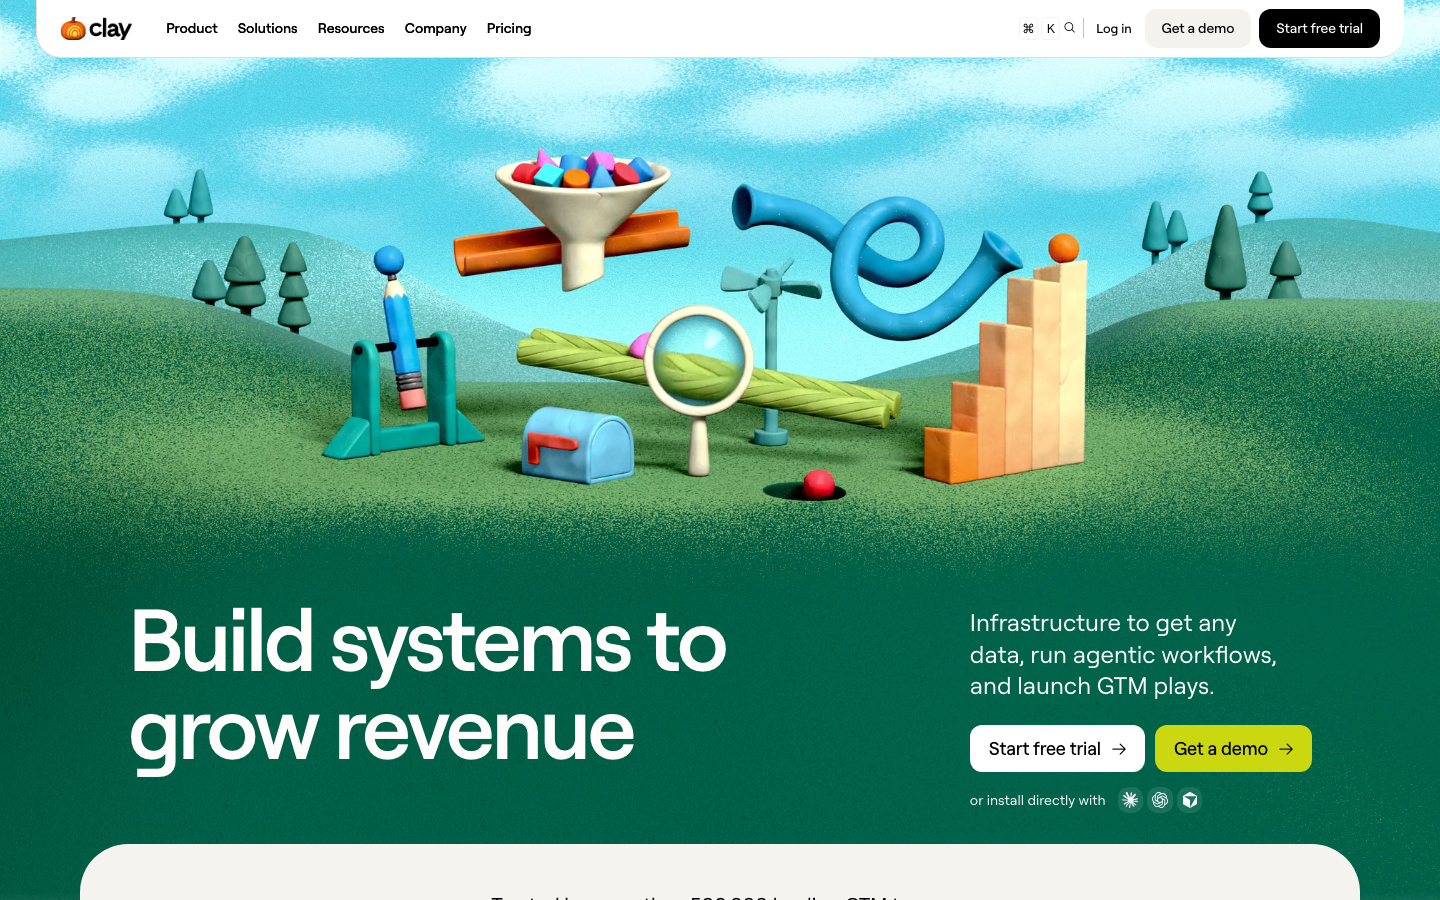 clay
Product
Solutions
Resources
Company
Pricing
⌘ K
Log in
Get a demo
Start free trial
Build systems to
grow revenue
Infrastructure to get any
data, run agentic workflows,
and launch GTM plays.
Start free trial →
Get a demo →
or install directly with